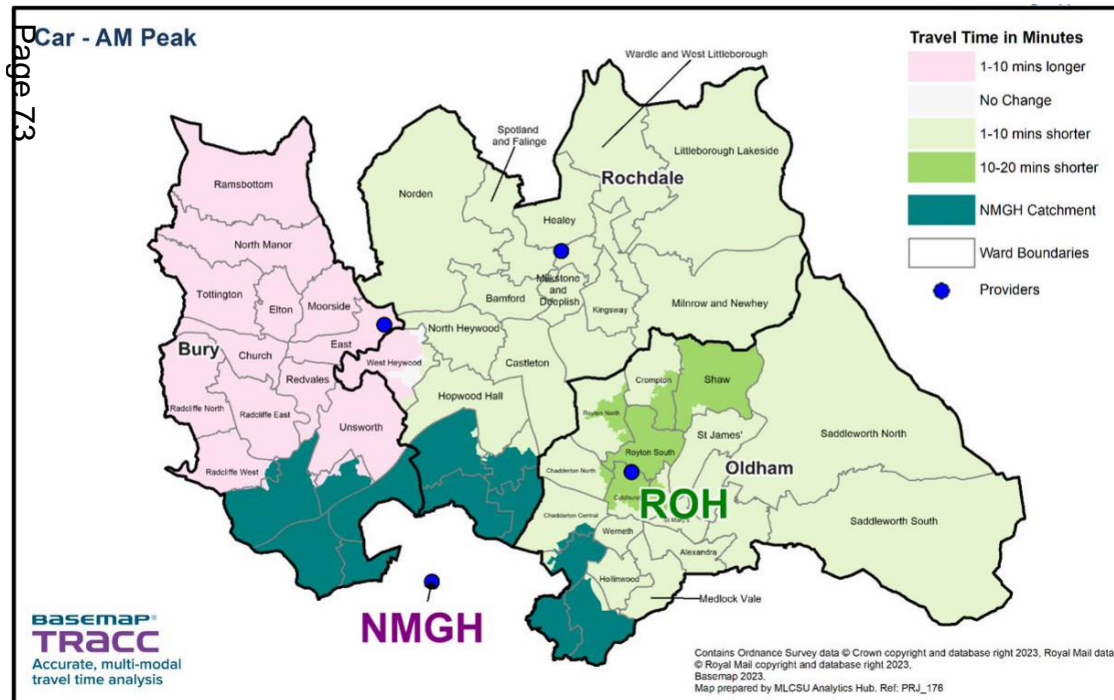 Page 73
Car - AM Peak
Wardle and West Littleborough
Spotland
and Falinge
Littleborough Lakeside
Ramsbottom
Norden
Rochdale
Healey
North Manor
Tottington
Elton
Moorside
Bamford
Milkstone
and
Deeplish
Kingsway
Milnrow and Newhey
East
North Heywood
Bury
Church
West Heywood
Castleton
Redvales
Crompton
Shaw
Radcliffe North
Radcliffe East
Hopwood Hall
Royton North
Unsworth
St James'
Saddleworth North
Royton South
Radcliffe West
Chadderton North
Oldham
Coldhurst
ROH
Chadderton Central
St Mary's
Saddleworth South
Werneth
Alexandra
Hollinwood
Medlock Vale
NMGH
Travel Time in Minutes
1-10 mins longer
No Change
1-10 mins shorter
10-20 mins shorter
NMGH Catchment
Ward Boundaries
Providers
BASEMAP®
TRACC
Accurate, multi-modal
travel time analysis
Contains Ordnance Survey data © Crown copyright and database right 2023, Royal Mail data
© Royal Mail copyright and database right 2023,
Basemap 2023.
Map prepared by MLCSU Analytics Hub. Ref: PRJ_176